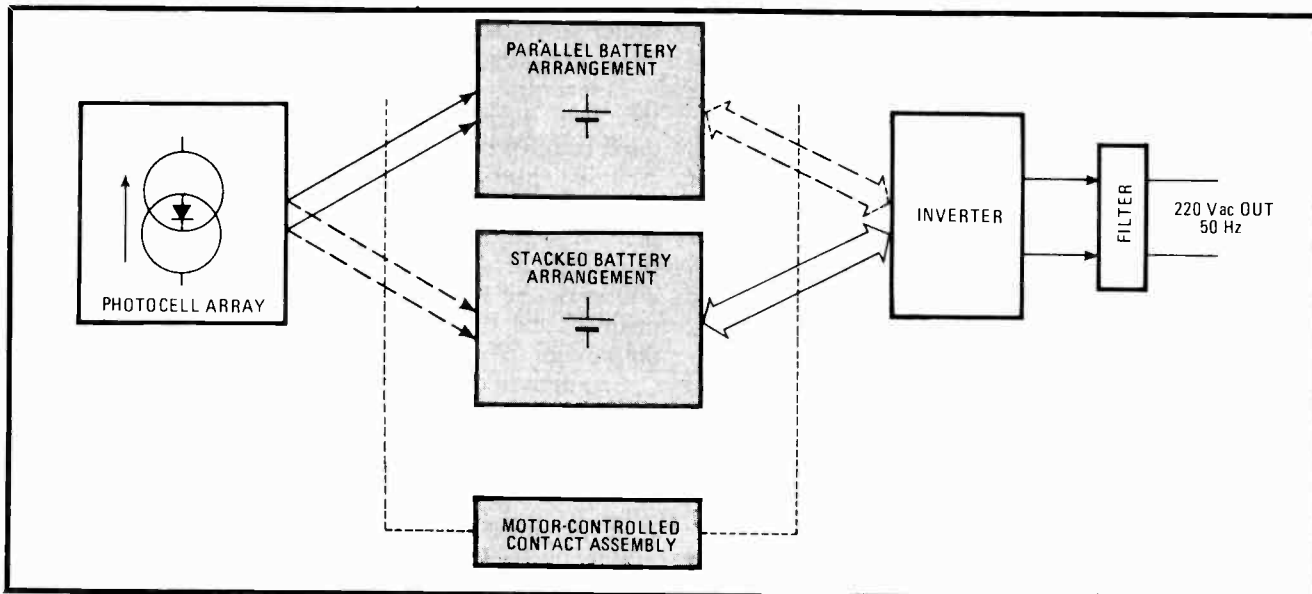 PARALLEL BATTERY
ARRANGEMENT
PHOTOCELL ARRAY
STACKED BATTERY
ARRANGEMENT
INVERTER
FILTER
220 Vac OUT
50 Hz
MOTOR-CONTROLLED
CONTACT ASSEMBLY